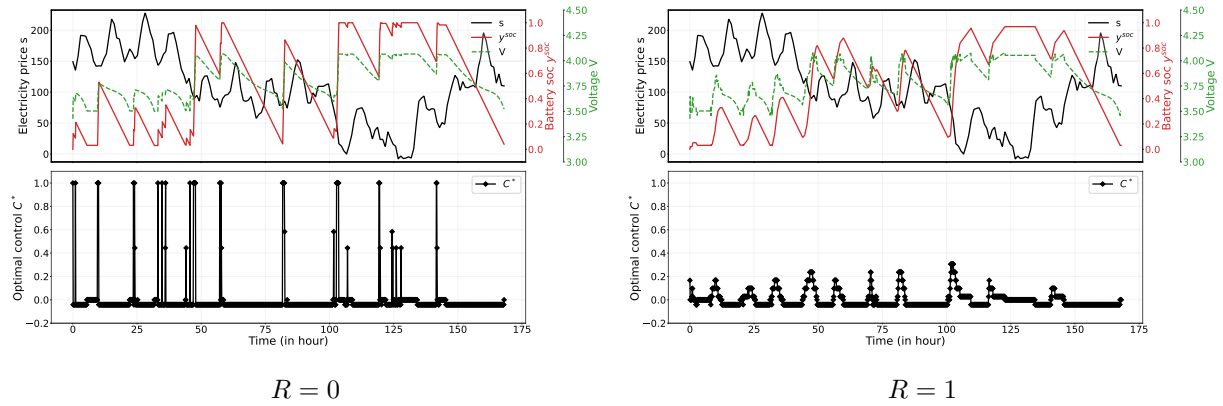 Electricity price s
200
150
100
50
0
s
y^soc
V
1.0
0.8
0.6
0.4
0.2
0.0
Battery soc y^soc
4.50
4.25
4.00
3.75
3.50
3.25
3.00
Voltage V
Optimal control C*
1.0
0.8
0.6
0.4
0.2
0.0
−0.2
C*
0 25 50 75 100 125 150 175
Time (in hour)
R = 0
Electricity price s
200
150
100
50
0
s
y^soc
V
1.0
0.8
0.6
0.4
0.2
0.0
Battery soc y^soc
4.50
4.25
4.00
3.75
3.50
3.25
3.00
Voltage V
Optimal control C*
1.0
0.8
0.6
0.4
0.2
0.0
−0.2
C*
0 25 50 75 100 125 150 175
Time (in hour)
R = 1